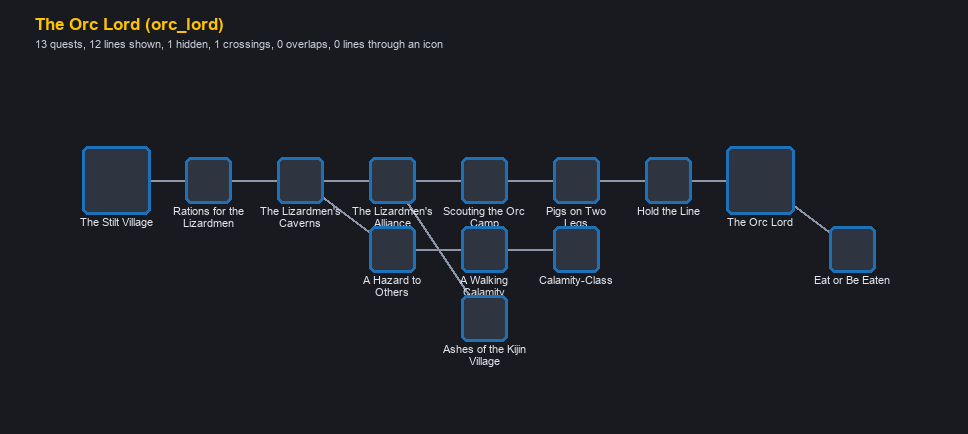 The Orc Lord (orc_lord)
13 quests, 12 lines shown, 1 hidden, 1 crossings, 0 overlaps, 0 lines through an icon
The Stilt Village
Rations for the
Lizardmen
The Lizardmen's
Caverns
The Lizardmen's
Alliance
Scouting the Orc
Camp
Pigs on Two
Legs
Hold the Line
The Orc Lord
A Hazard to
Others
A Walking
Calamity
Calamity-Class
Eat or Be Eaten
Ashes of the Kijin
Village